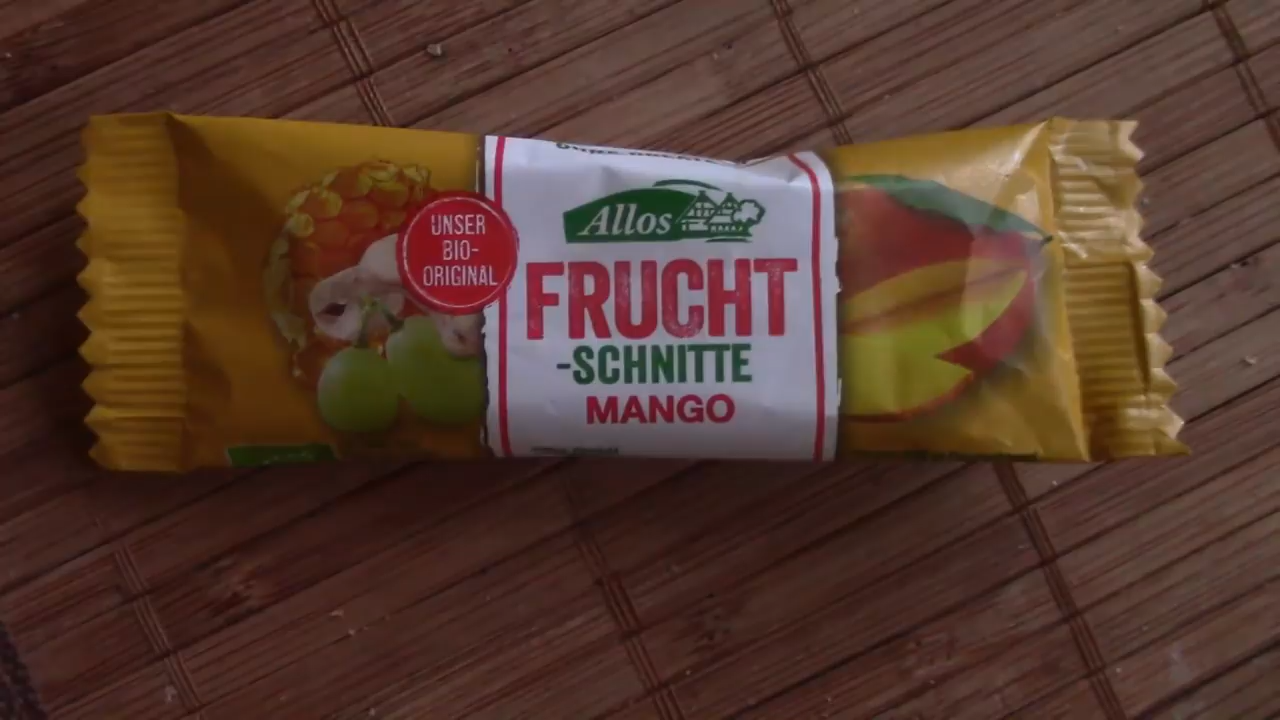 Allos
UNSER
BIO-
ORIGINAL
FRUCHT
-SCHNITTE
MANGO